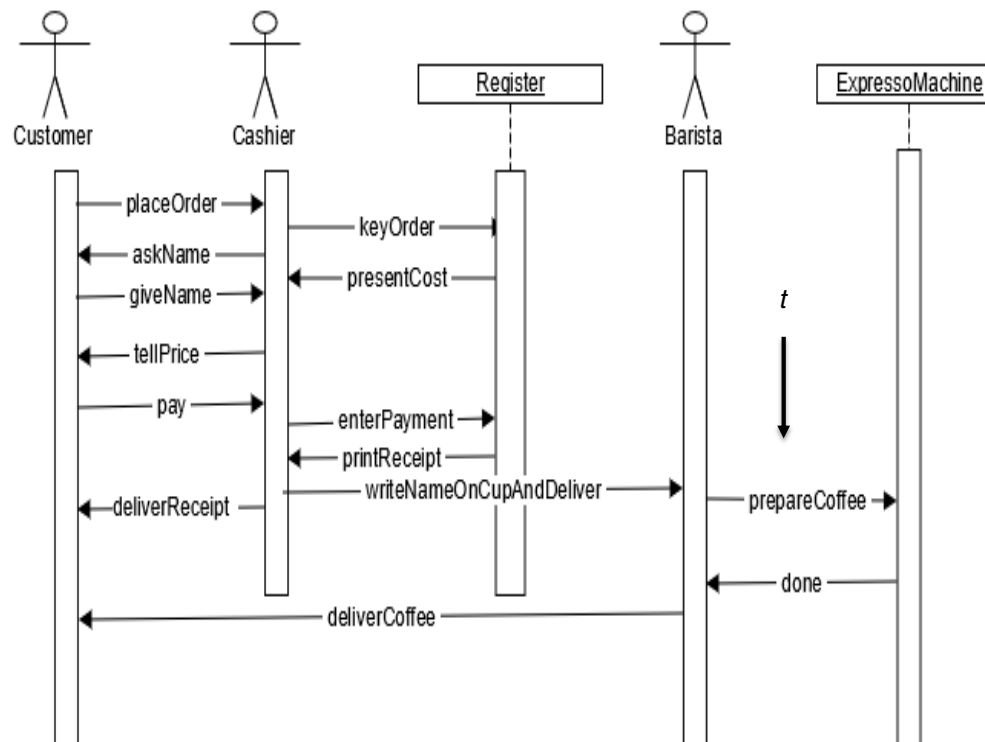 Register
ExpressoMachine
Customer
Cashier
Barista
placeOrder
keyOrder
askName
presentCost
giveName
t
tellPrice
pay
enterPayment
printReceipt
writeNameOnCupAndDeliver
prepareCoffee
deliverReceipt
done
deliverCoffee